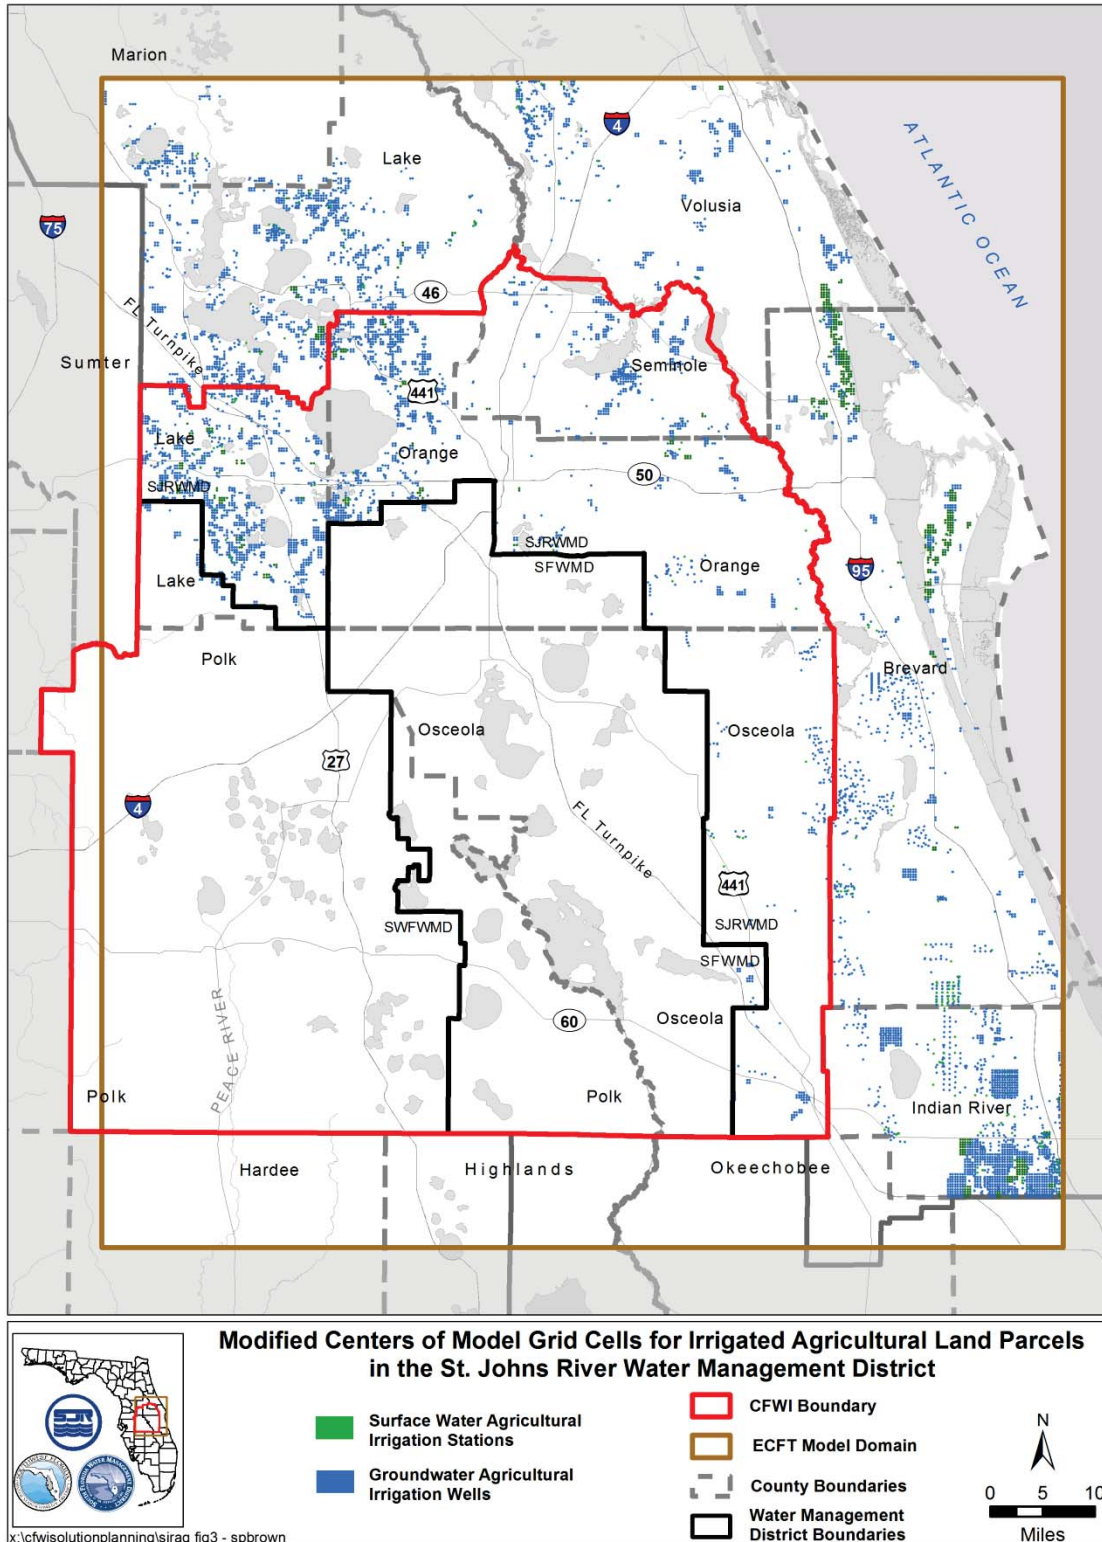 Marion
Lake
4
ATLANTIC OCEAN
Volusia
75
46
FL Turnpike
Sumter
Seminole
441
Lake
Orange
50
SJRWMD
SJRWMD
SFWMD
Lake
Orange
95
Polk
Brevard
Osceola
Osceola
27
4
FL Turnpike
441
SWFWMD
SJRWMD
SFWMD
60
Osceola
PEACE RIVER
Polk
Polk
Indian River
Hardee
Highlands
Okeechobee
Modified Centers of Model Grid Cells for Irrigated Agricultural Land Parcels
in the St. Johns River Water Management District
SJR
Surface Water Agricultural
Irrigation Stations
Groundwater Agricultural
Irrigation Wells
CFWI Boundary
ECFT Model Domain
County Boundaries
Water Management
District Boundaries
N
0 5 10
Miles
x:\cfwisolutionplanning\sjrag fig3 - spbrown